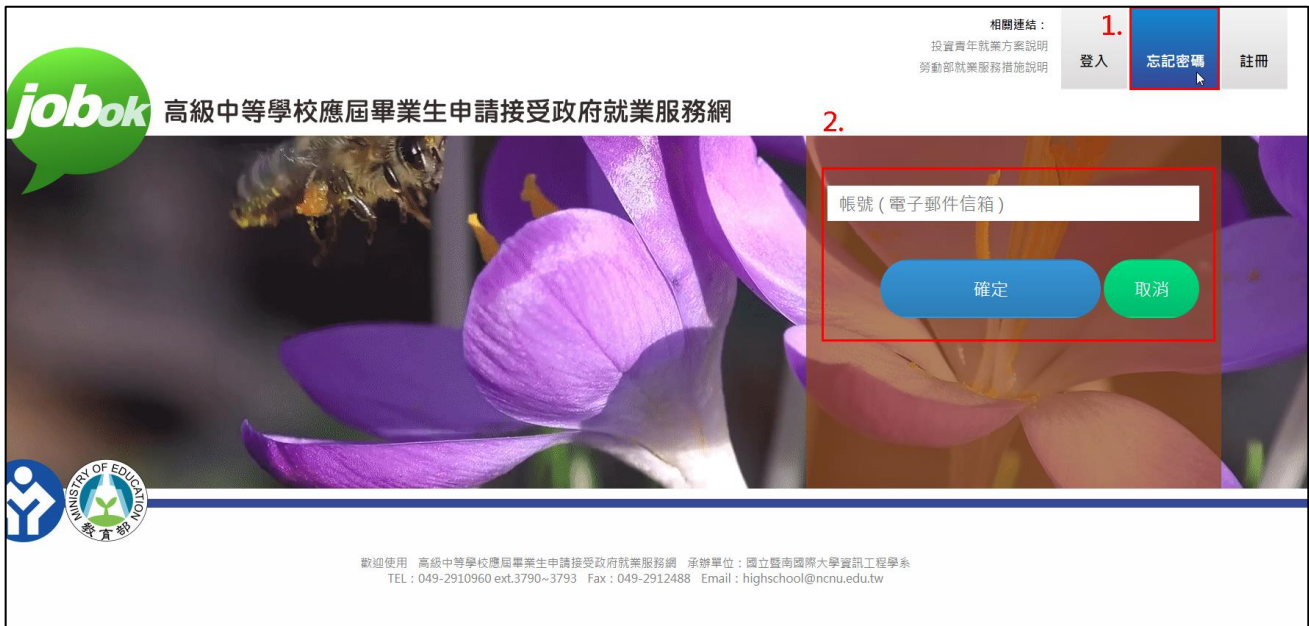 相關連結：
投資青年就業方案說明
勞動部就業服務措施說明
1.
登入
忘記密碼
註冊
jobok
高級中等學校應屆畢業生申請接受政府就業服務網
2.
帳號 ( 電子郵件信箱 )
確定
取消
MINISTRY OF EDUCATION
教育部
歡迎使用 高級中等學校應屆畢業生申請接受政府就業服務網 承辦單位：國立暨南國際大學資訊工程學系
TEL：049-2910960 ext.3790~3793 Fax：049-2912488 Email：highschool@ncnu.edu.tw